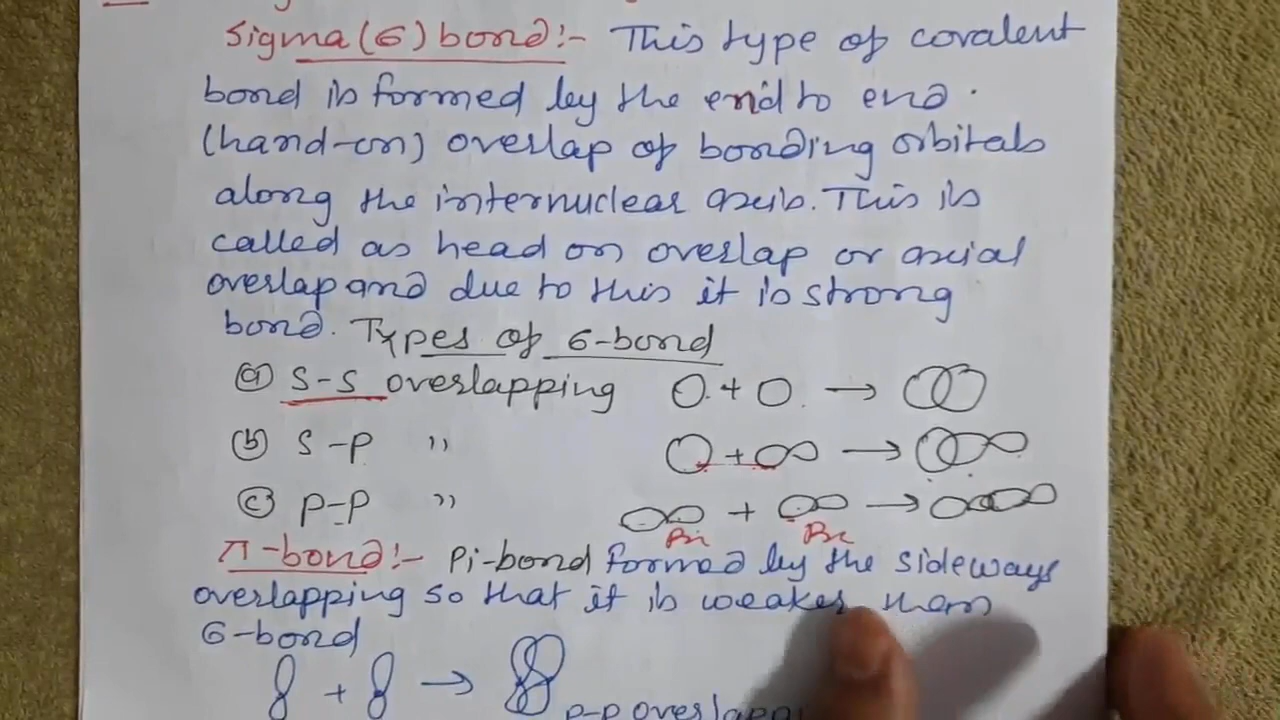 Sigma(σ) bond:- This type of covalent
bond is formed by the end to end.
(hand-on) overlap of bonding orbitals
along the internuclear axis. This is
called as head on overlap or axial
overlap and due to this it is strong
bond. Types of σ-bond
(a) s-s overlapping + →
(b) s-p " + →
(c) p-p " + →
π-bond:- Pi-bond formed by the sideways
overlapping so that it is weaker than
σ-bond
+ → p-p overlapp